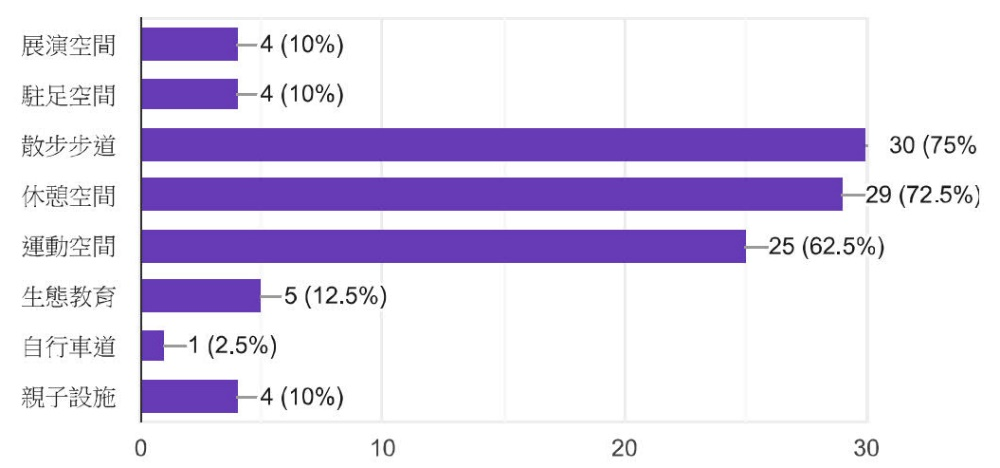 展演空間 4 (10%)
駐足空間 4 (10%)
散步步道 30 (75%
休憩空間 29 (72.5%)
運動空間 25 (62.5%)
生態教育 5 (12.5%)
自行車道 1 (2.5%)
親子設施 4 (10%)
0 10 20 30